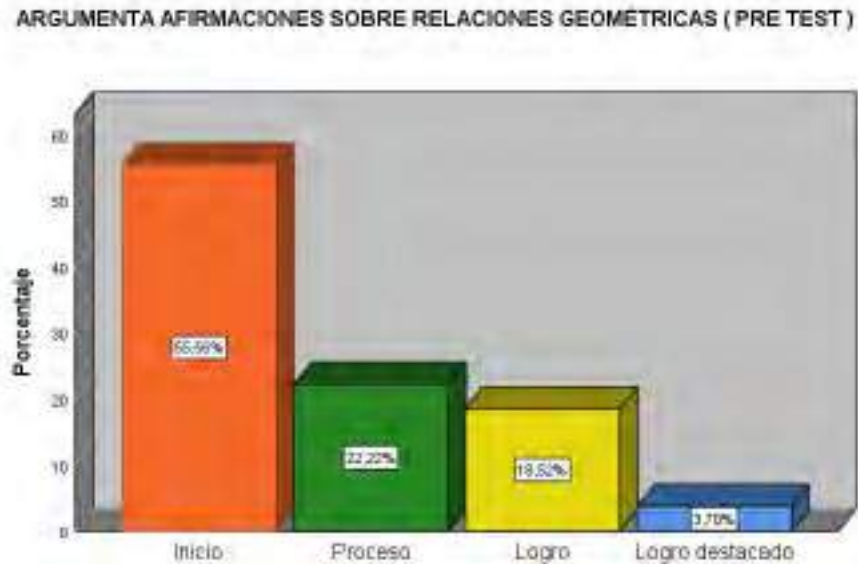 ARGUMENTA AFIRMACIONES SOBRE RELACIONES GEOMÉTRICAS ( PRE TEST )
Porcentaje
60
50
40
30
20
10
0
55,56%
22,22%
18,52%
3,70%
Inicio
Proceso
Logro
Logro destacado